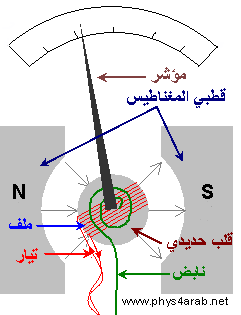 مؤشر
قطبي المغناطيس
N
S
ملف
قلب حديدي
تيار
نابض
www.phys4arab.net